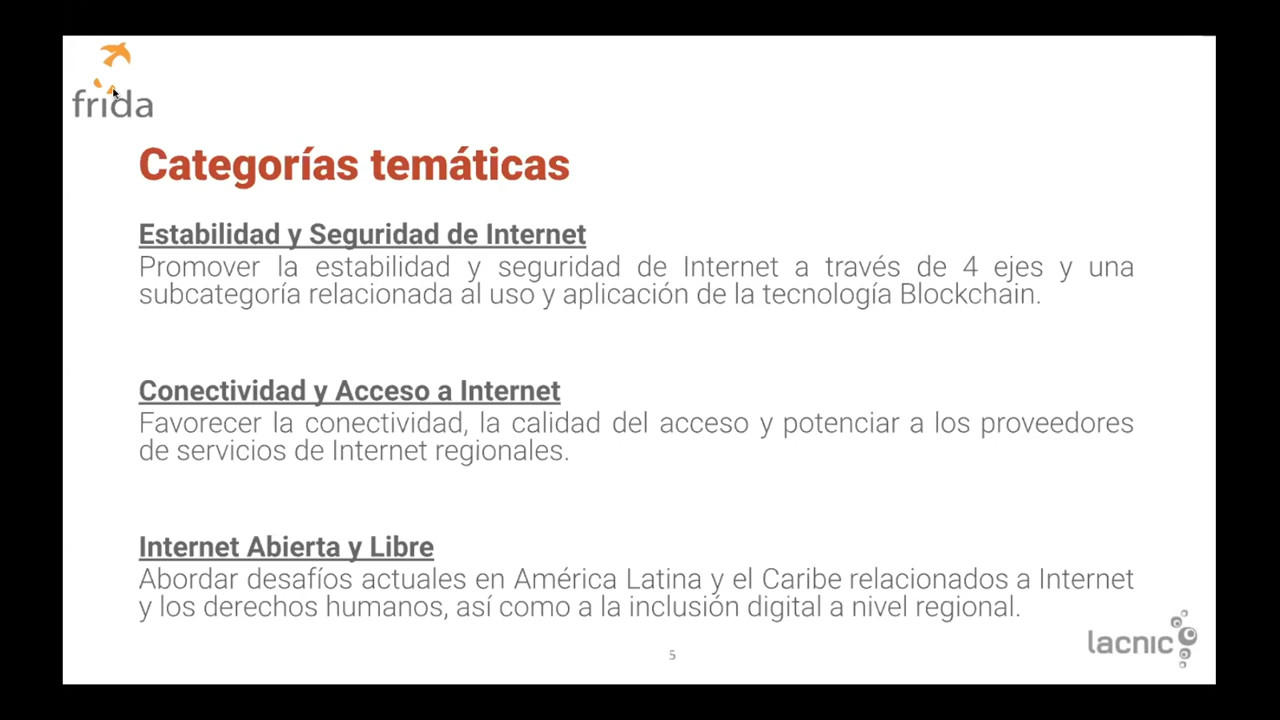 frida
Categorías temáticas
Estabilidad y Seguridad de Internet
Promover la estabilidad y seguridad de Internet a través de 4 ejes y una
subcategoría relacionada al uso y aplicación de la tecnología Blockchain.
Conectividad y Acceso a Internet
Favorecer la conectividad, la calidad del acceso y potenciar a los proveedores
de servicios de Internet regionales.
Internet Abierta y Libre
Abordar desafíos actuales en América Latina y el Caribe relacionados a Internet
y los derechos humanos, así como a la inclusión digital a nivel regional.
lacnic
5